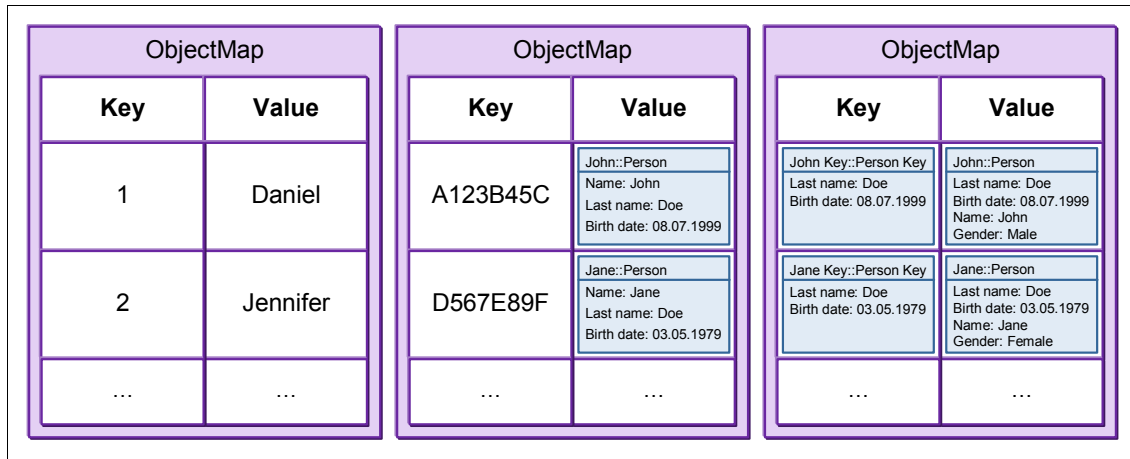 ObjectMap
Key Value
1 Daniel
2 Jennifer
… …
ObjectMap
Key Value
A123B45C
John::Person
Name: John
Last name: Doe
Birth date: 08.07.1999
D567E89F
Jane::Person
Name: Jane
Last name: Doe
Birth date: 03.05.1979
… …
ObjectMap
Key Value
John Key::Person Key
Last name: Doe
Birth date: 08.07.1999
John::Person
Last name: Doe
Birth date: 08.07.1999
Name: John
Gender: Male
Jane Key::Person Key
Last name: Doe
Birth date: 03.05.1979
Jane::Person
Last name: Doe
Birth date: 03.05.1979
Name: Jane
Gender: Female
… …